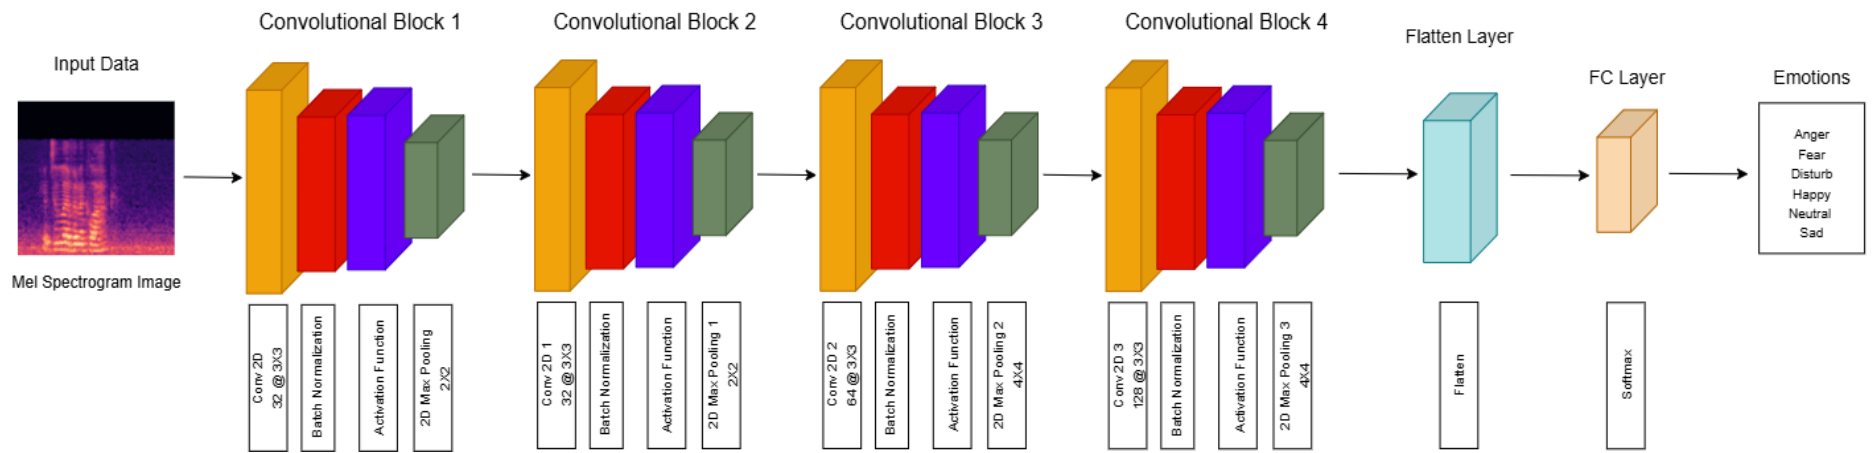 Convolutional Block 1
Convolutional Block 2
Convolutional Block 3
Convolutional Block 4
Flatten Layer
Input Data
FC Layer
Emotions
Anger
Fear
Disturb
Happy
Neutral
Sad
Mel Spectrogram Image
Conv 2D
32 @ 3X3
Batch Normalization
Activation Function
2D Max Pooling
2X2
Conv 2D 1
32 @ 3X3
Batch Normalization
Activation Function
2D Max Pooling 1
2X2
Conv 2D 2
64 @ 3X3
Batch Normalization
Activation Function
2D Max Pooling 2
4X4
Conv 2D 3
128 @ 3X3
Batch Normalization
Activation Function
2D Max Pooling 3
4X4
Flatten
Softmax